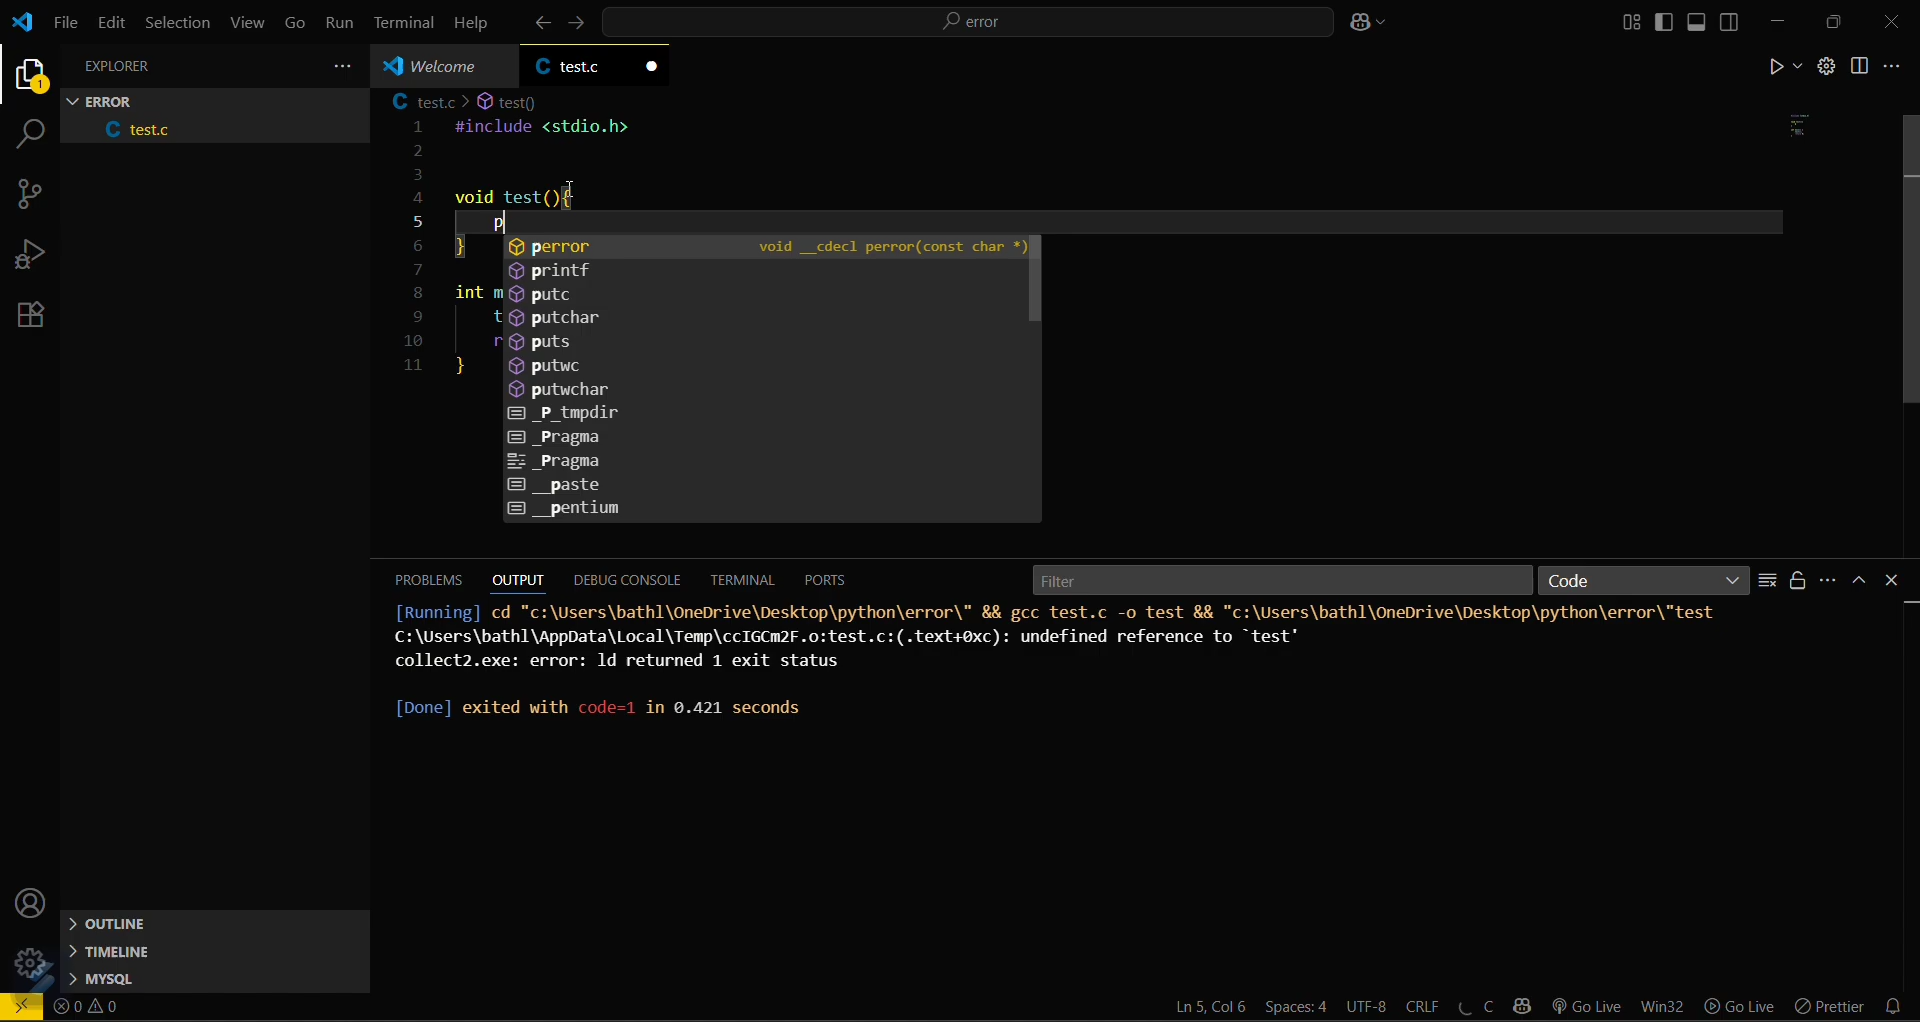 File Edit Selection View Go Run Terminal Help error
EXPLORER
Welcome test.c
ERROR
test.c
1
test.c > test()
1 #include <stdio.h>
2
3
4 void test(){
5 p
6 }
7
8 int m
9 t
10 r
11 }
perror void __cdecl perror(const char *)
printf
putc
putchar
puts
putwc
putwchar
_P_tmpdir
_Pragma
_Pragma
__paste
__pentium
PROBLEMS OUTPUT DEBUG CONSOLE TERMINAL PORTS Filter Code
[Running] cd "c:\Users\bathl\OneDrive\Desktop\python\error\" && gcc test.c -o test && "c:\Users\bathl\OneDrive\Desktop\python\error\"test
C:\Users\bathl\AppData\Local\Temp\ccIGCm2F.o:test.c:(.text+0xc): undefined reference to `test'
collect2.exe: error: ld returned 1 exit status
[Done] exited with code=1 in 0.421 seconds
OUTLINE
TIMELINE
MYSQL
0 0 Ln 5, Col 6 Spaces: 4 UTF-8 CRLF C Go Live Win32 Go Live Prettier